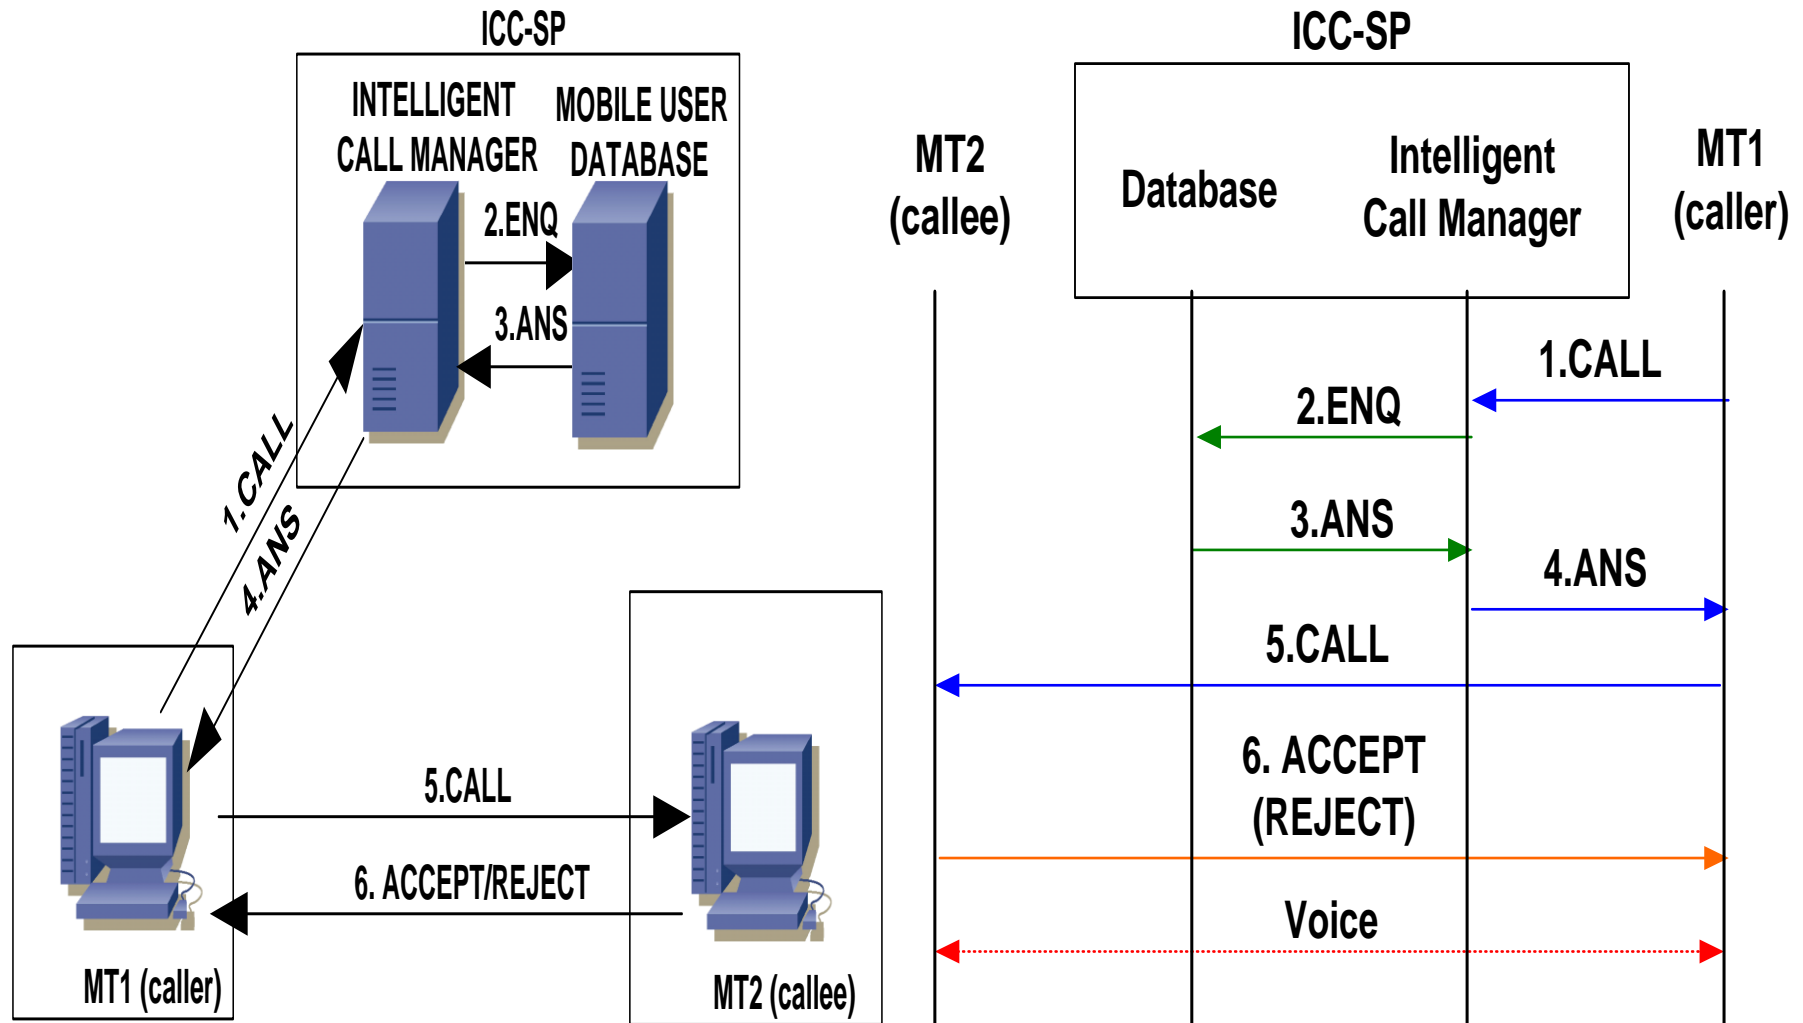 ICC-SP
INTELLIGENT
CALL MANAGER
MOBILE USER
DATABASE
2.ENQ
3.ANS
1.CALL
4.ANS
5.CALL
6. ACCEPT/REJECT
MT1 (caller)
MT2 (callee)
ICC-SP
MT2
(callee)
Database
Intelligent
Call Manager
MT1
(caller)
1.CALL
2.ENQ
3.ANS
4.ANS
5.CALL
6. ACCEPT
(REJECT)
Voice